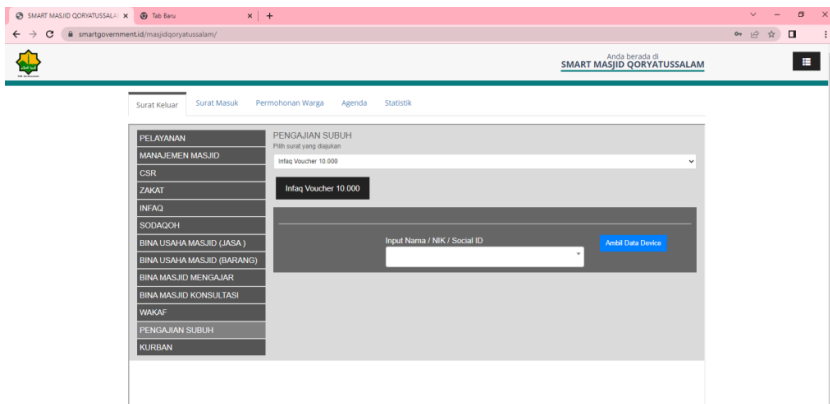 SMART MASJID QORYATUSSALA
Tab Baru
smartgovernment.id/masjidqoryatussalam/
Anda berada di
SMART MASJID QORYATUSSALAM
Surat Keluar
Surat Masuk
Permohonan Warga
Agenda
Statistik
PELAYANAN
MANAJEMEN MASJID
CSR
ZAKAT
INFAQ
SODAQOH
BINA USAHA MASJID (JASA )
BINA USAHA MASJID (BARANG)
BINA MASJID MENGAJAR
BINA MASJID KONSULTASI
WAKAF
PENGAJIAN SUBUH
KURBAN
PENGAJIAN SUBUH
Pilih surat yang diajukan
Infaq Voucher 10.000
Infaq Voucher 10.000
Input Nama / NIK / Social ID
Ambil Data Device